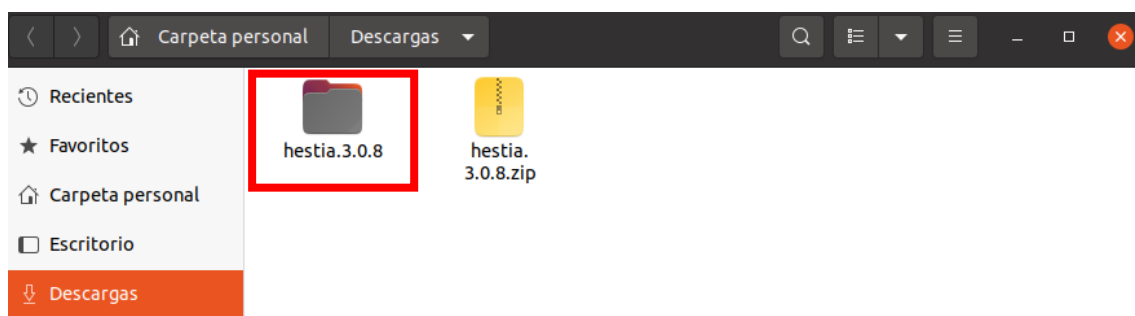 Carpeta personal Descargas
Recientes
Favoritos
Carpeta personal
Escritorio
Descargas
hestia.3.0.8
hestia.
3.0.8.zip